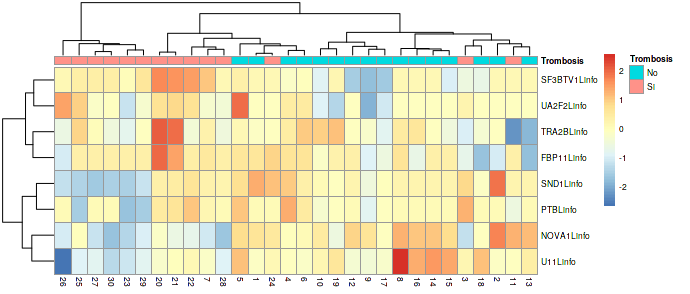 Trombosis
Trombosis
SF3BTV1Linfo
2
No
Si
UA2F2Linfo
1
TRA2BLinfo
0
FBP11Linfo
-1
SND1Linfo
-2
PTBLinfo
NOVA1Linfo
U11Linfo
26 25 27 30 23 29 20 21 22 7 28 5 1 24 4 6 10 19 12 9 17 8 16 14 15 3 18 2 11 13